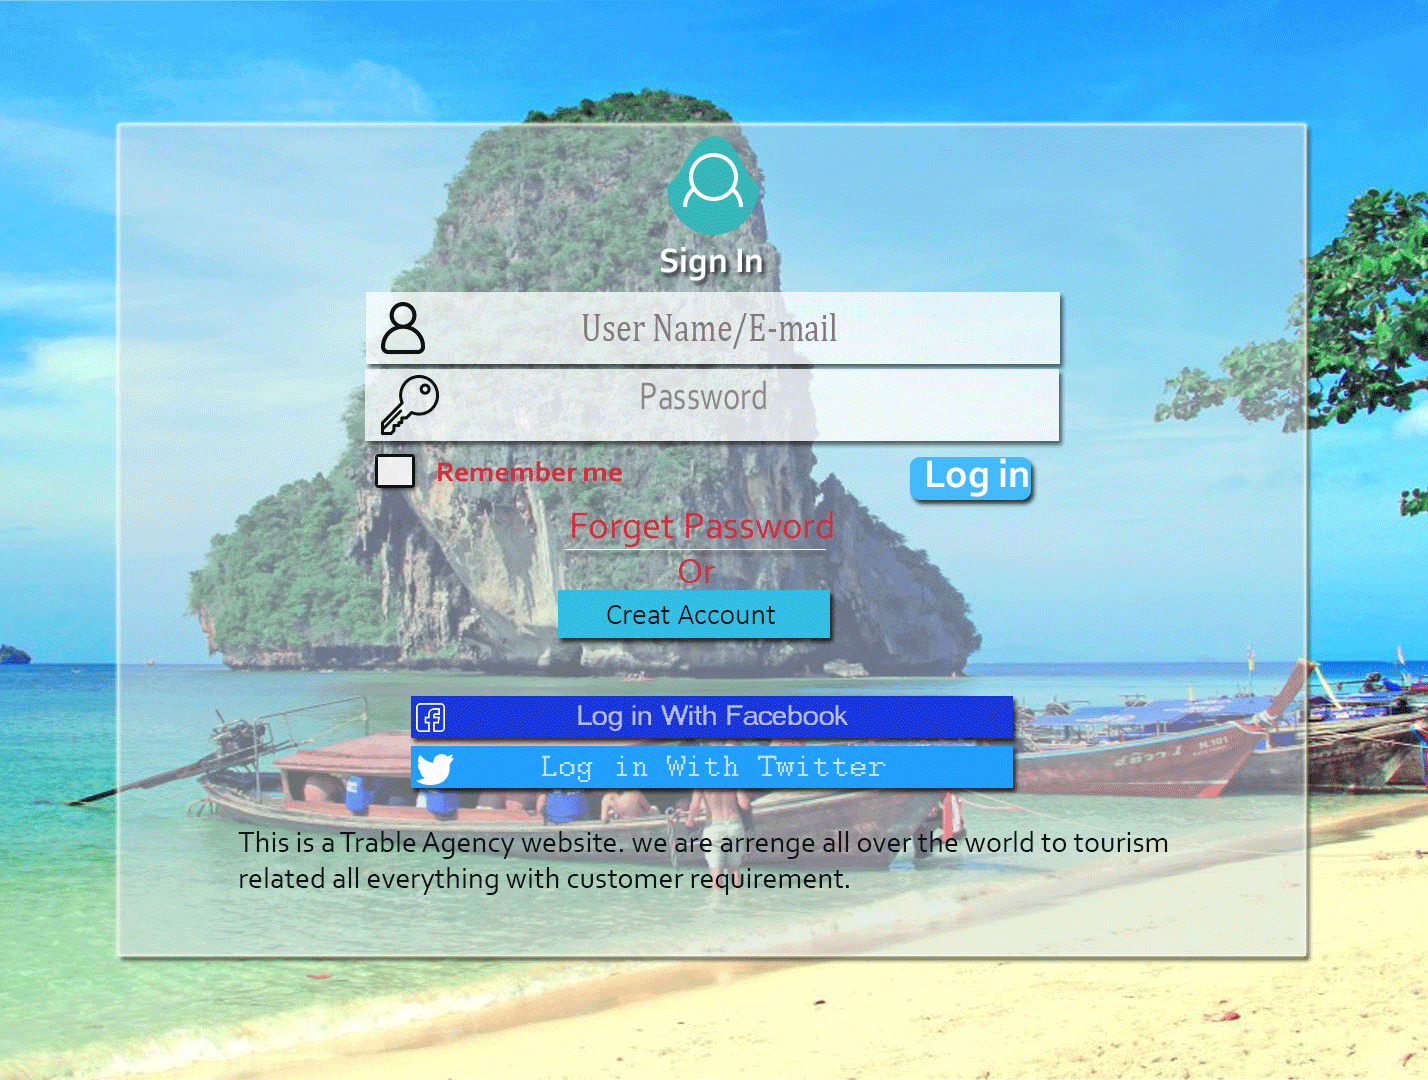 Sign In
User Name/E-mail
Password
Remember me
Log in
Forget Password
Or
Creat Account
Log in With Facebook
N.101
Log in With Twitter
This is a Trable Agency website. we are arrenge all over the world to tourism
related all everything with customer requirement.